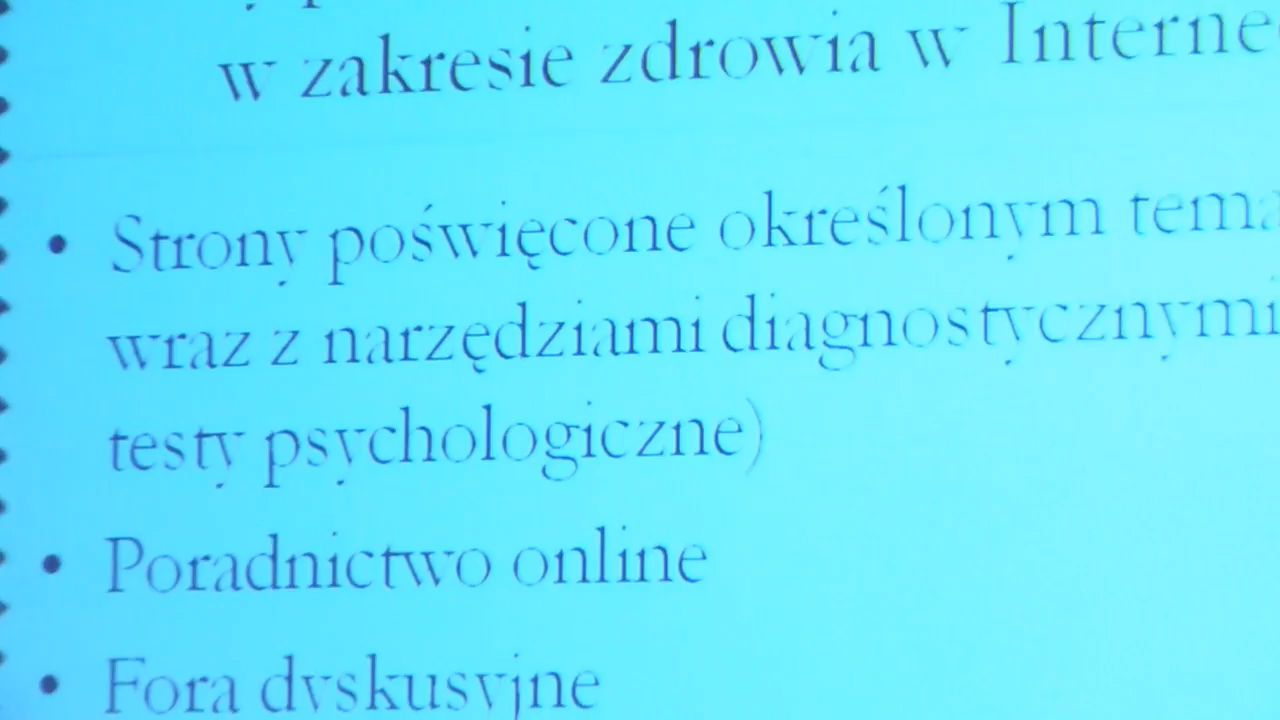 w zakresie zdrowia w Interne
• Strony poświęcone określonym tema
wraz z narzędziami diagnostycznymi
testy psychologiczne)
• Poradnictwo online
• Fora dyskusyjne